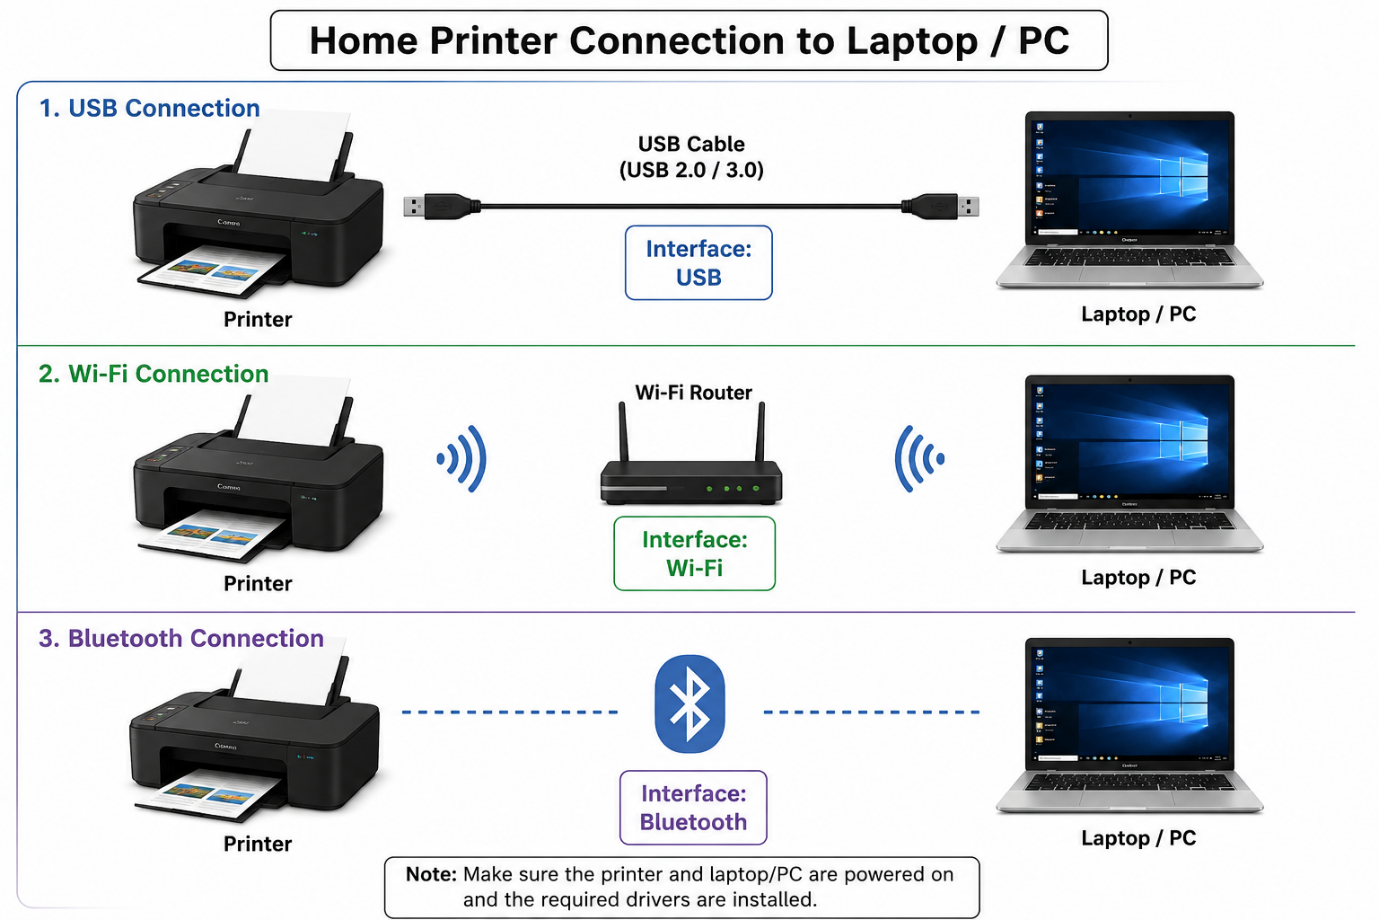 Home Printer Connection to Laptop / PC
1. USB Connection
USB Cable
(USB 2.0 / 3.0)
Interface:
USB
Printer
Laptop / PC
2. Wi-Fi Connection
Wi-Fi Router
Interface:
Wi-Fi
Printer
Laptop / PC
3. Bluetooth Connection
Interface:
Bluetooth
Printer
Laptop / PC
Note: Make sure the printer and laptop/PC are powered on
and the required drivers are installed.